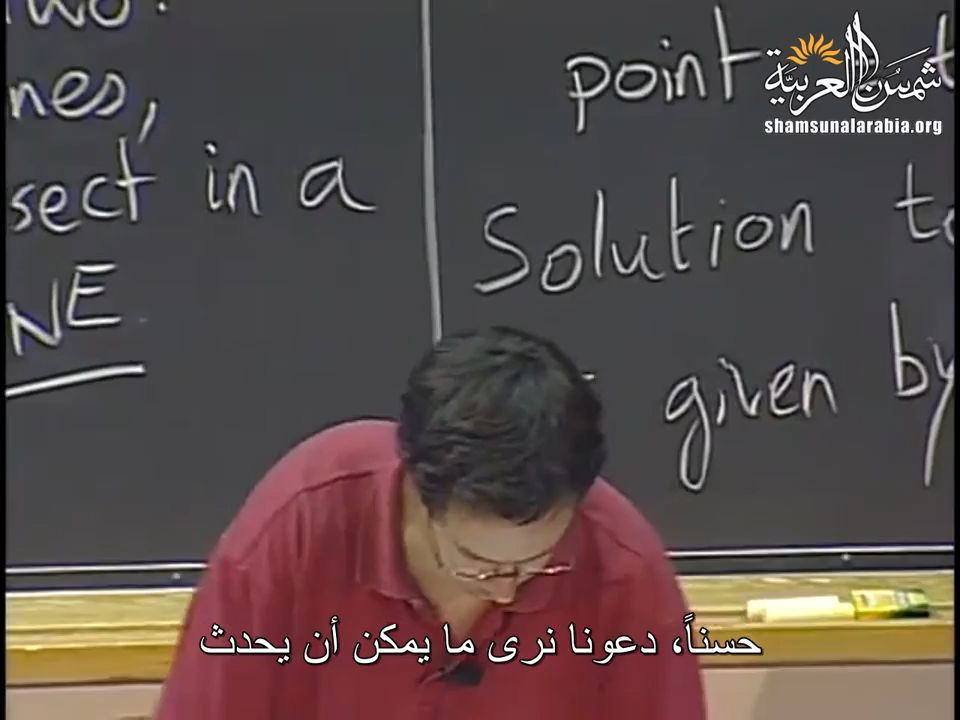 nes,
sect in a
NE
point
Solution
given by
شمس العربية
shamsunalarabia.org
حسناً، دعونا نرى ما يمكن أن يحدث